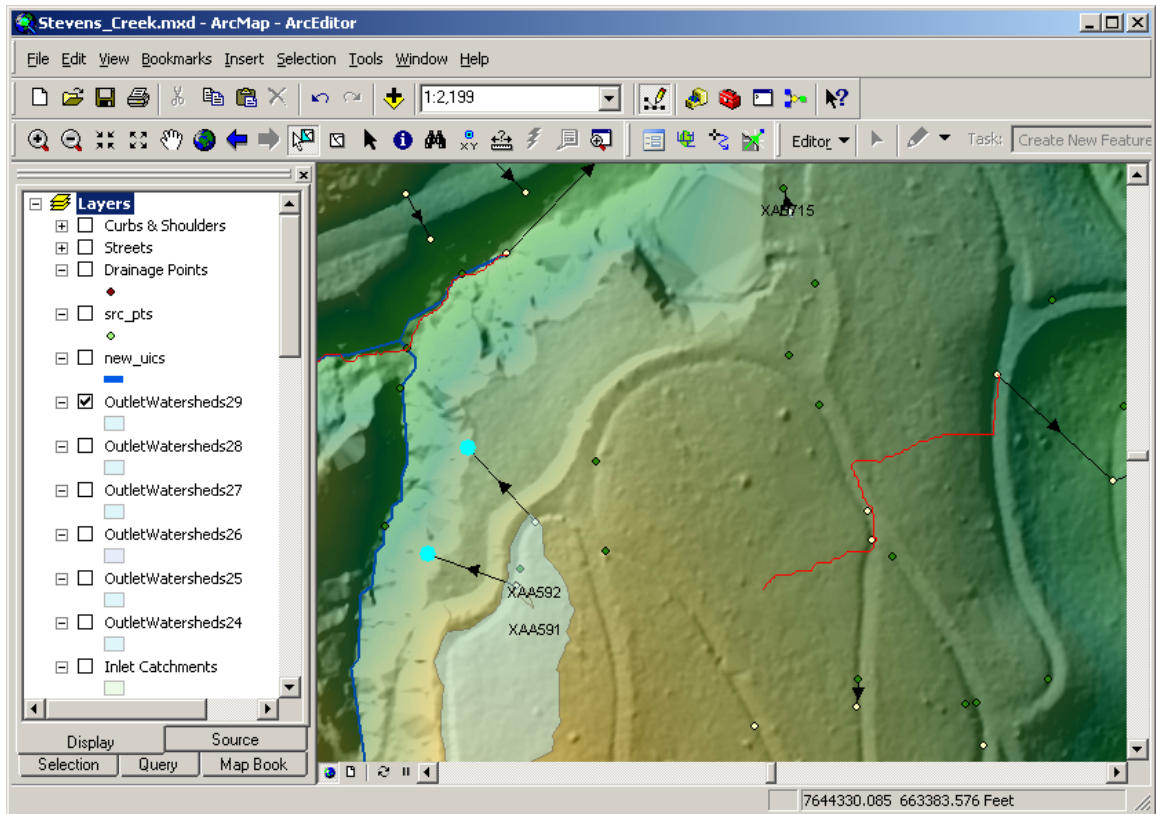 Stevens_Creek.mxd - ArcMap - ArcEditor
File Edit View Bookmarks Insert Selection Tools Window Help
1:2,199
Editor Task: Create New Feature
Layers
Curbs & Shoulders
Streets
Drainage Points
src_pts
new_uics
OutletWatersheds29
OutletWatersheds28
OutletWatersheds27
OutletWatersheds26
OutletWatersheds25
OutletWatersheds24
Inlet Catchments
Display Source
Selection Query Map Book
XAB715
XAA592
XAA591
7644330.085 663383.576 Feet